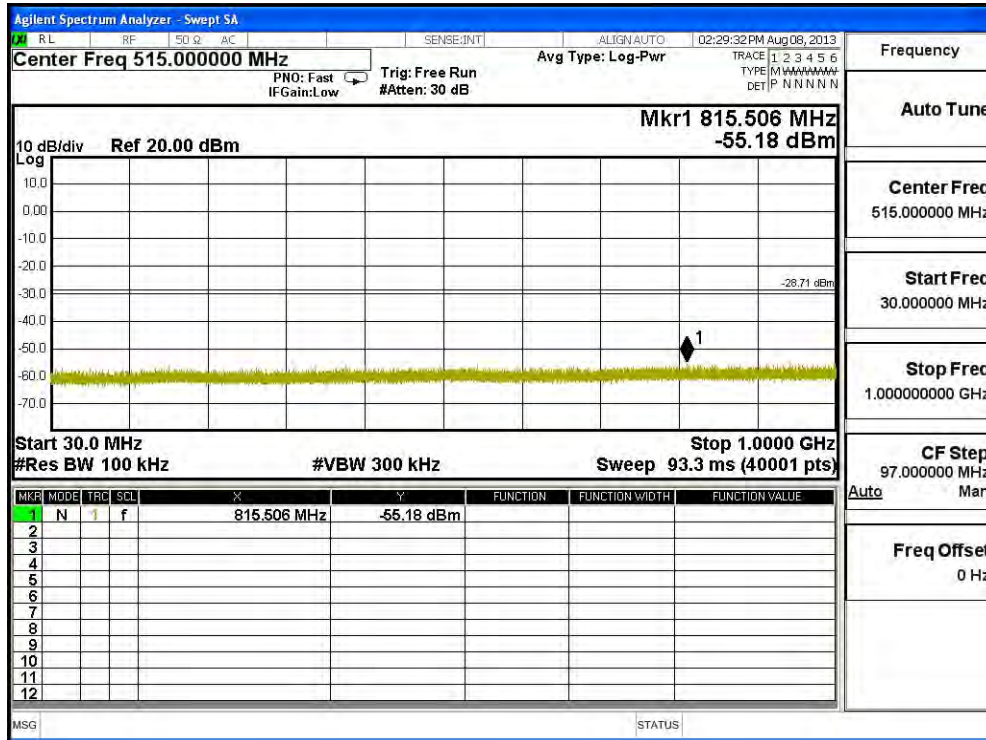 Agilent Spectrum Analyzer - Swept SA
LXI RL RF 50 Ω AC SENSE:INT ALIGN AUTO 02:29:32 PM Aug 08, 2013
Center Freq 515.000000 MHz
PNO: Fast
IFGain:Low
Trig: Free Run
#Atten: 30 dB
Avg Type: Log-Pwr
TRACE 1 2 3 4 5 6
TYPE M WWWWW
DET P N N N N N
Mkr1 815.506 MHz
-55.18 dBm
10 dB/div Ref 20.00 dBm
Log
10.0
0.00
-10.0
-20.0
-28.71 dBm
-30.0
-40.0
-50.0
1
-60.0
-70.0
Start 30.0 MHz Stop 1.0000 GHz
#Res BW 100 kHz #VBW 300 kHz Sweep 93.3 ms (40001 pts)
MKR MODE TRC SCL X Y FUNCTION FUNCTION WIDTH FUNCTION VALUE
1 N 1 f 815.506 MHz -55.18 dBm
2
3
4
5
6
7
8
9
10
11
12
MSG STATUS
Frequency
Auto Tune
Center Freq
515.000000 MHz
Start Freq
30.000000 MHz
Stop Freq
1.000000000 GHz
CF Step
97.000000 MHz
Auto Man
Freq Offset
0 Hz